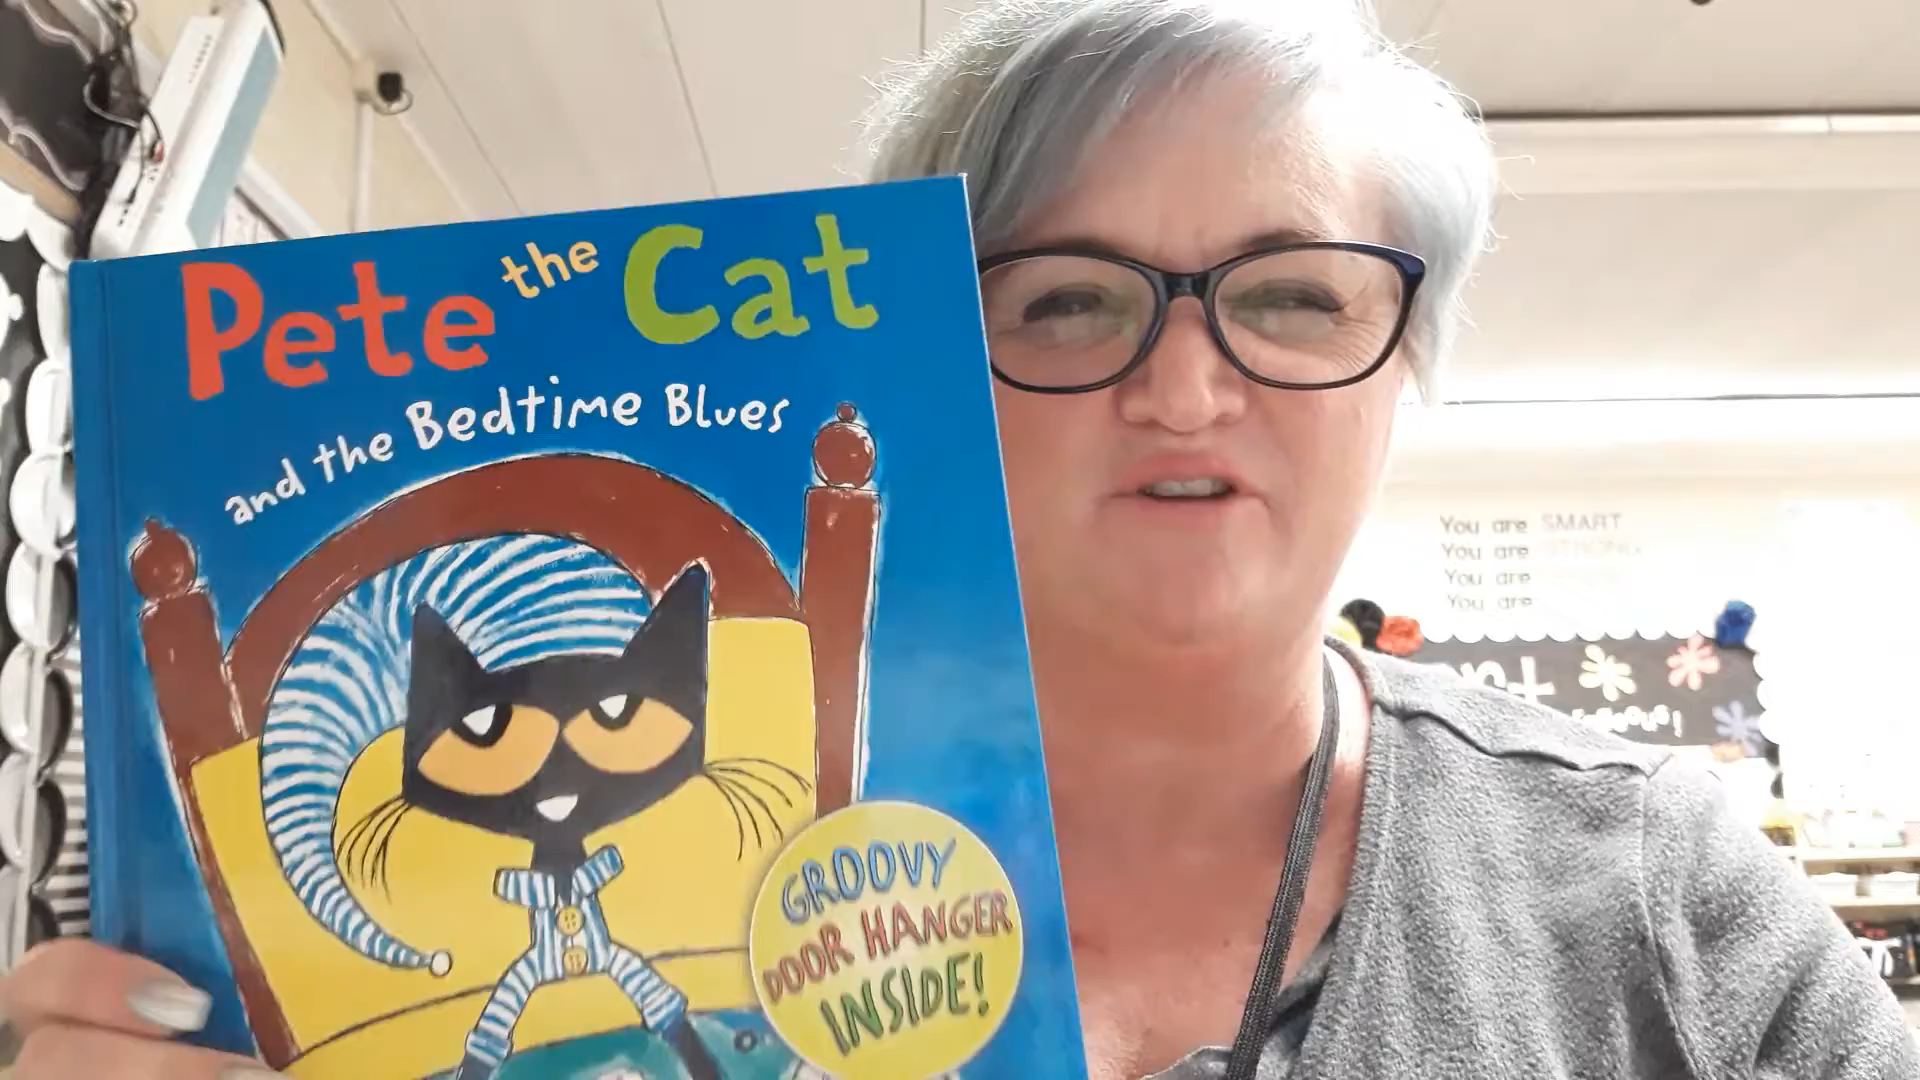 Pete the Cat
and the Bedtime Blues
GROOVY
DOOR HANGER
INSIDE!
You are SMART
You are STRONG
You are
You are